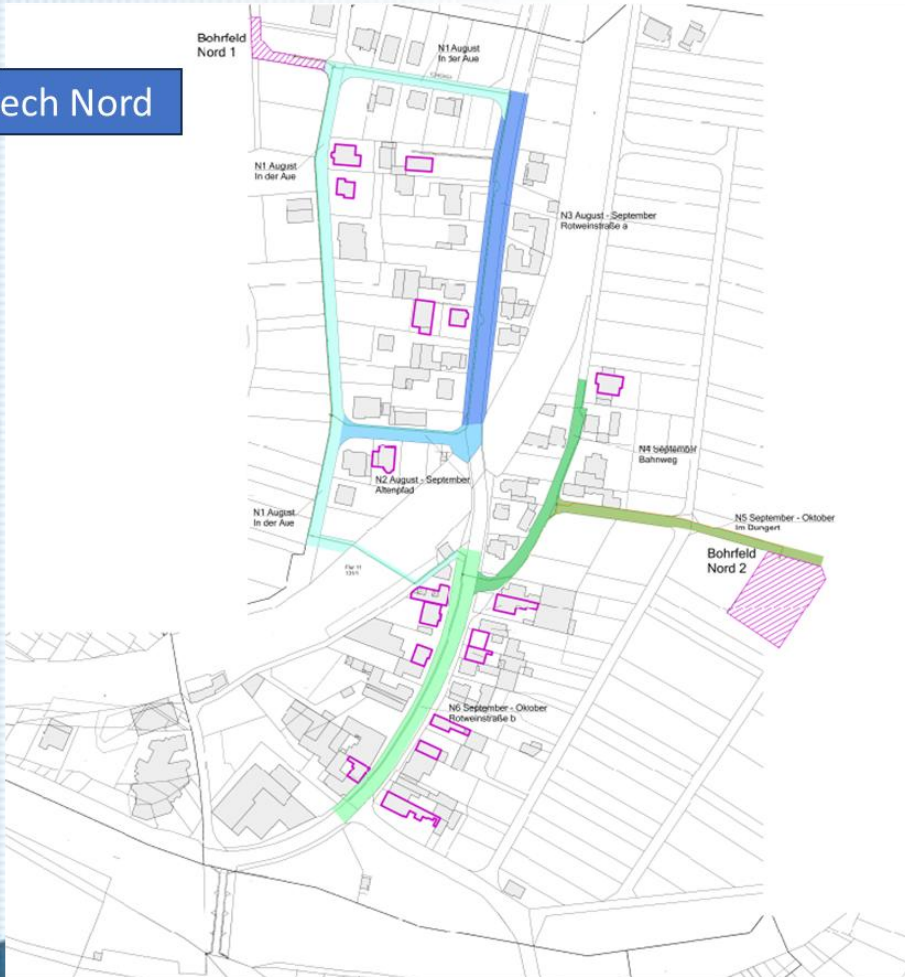 Bohrfeld
Nord 1
N1 August
In der Aue
ech Nord
N1 August
In der Aue
N3 August - September
Rotweinstraße a
N4 September
Bahnweg
N2 August - September
Altenpfad
N1 August
In der Aue
N5 September - Oktober
Im Dungert
Bohrfeld
Nord 2
N6 September - Oktober
Rotweinstraße b